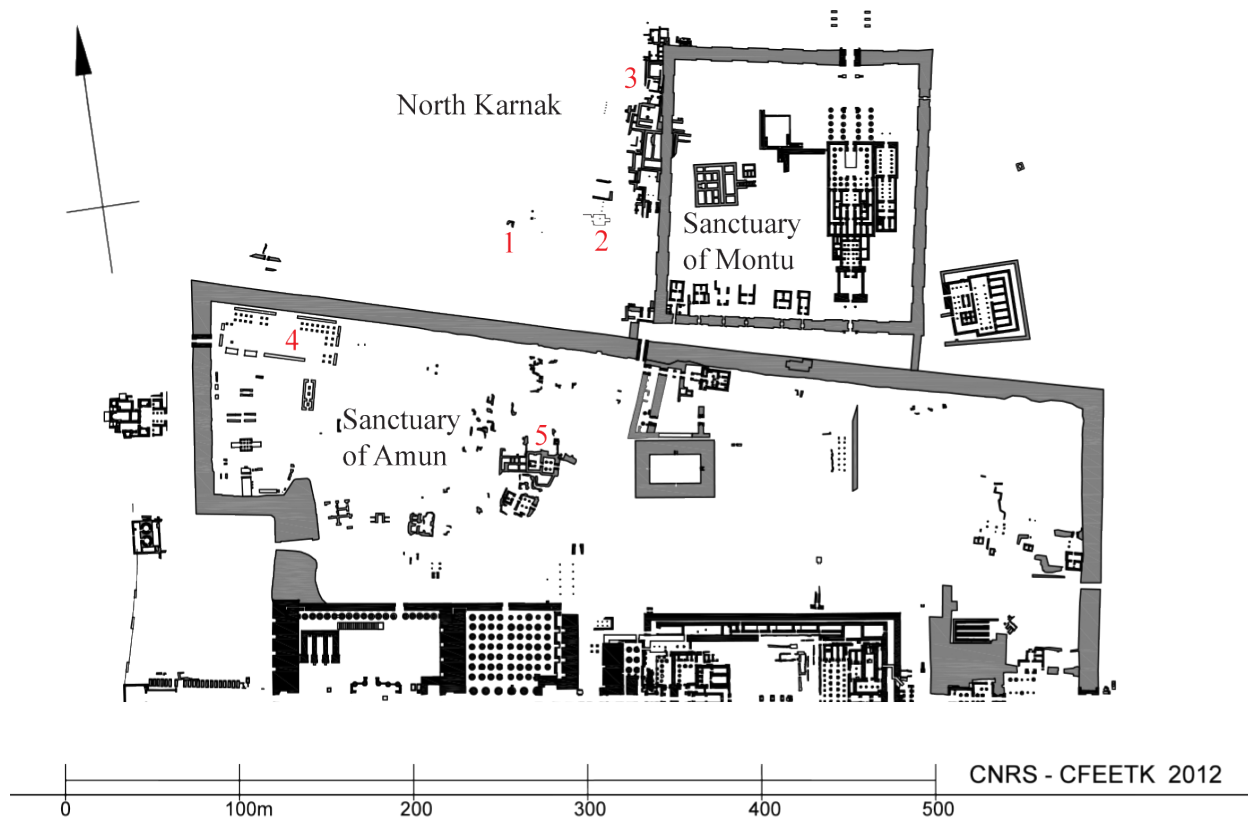 3
North Karnak
Sanctuary
of Montu
1
2
4
Sanctuary
of Amun
5
CNRS - CFEETK 2012
0
100m
200
300
400
500